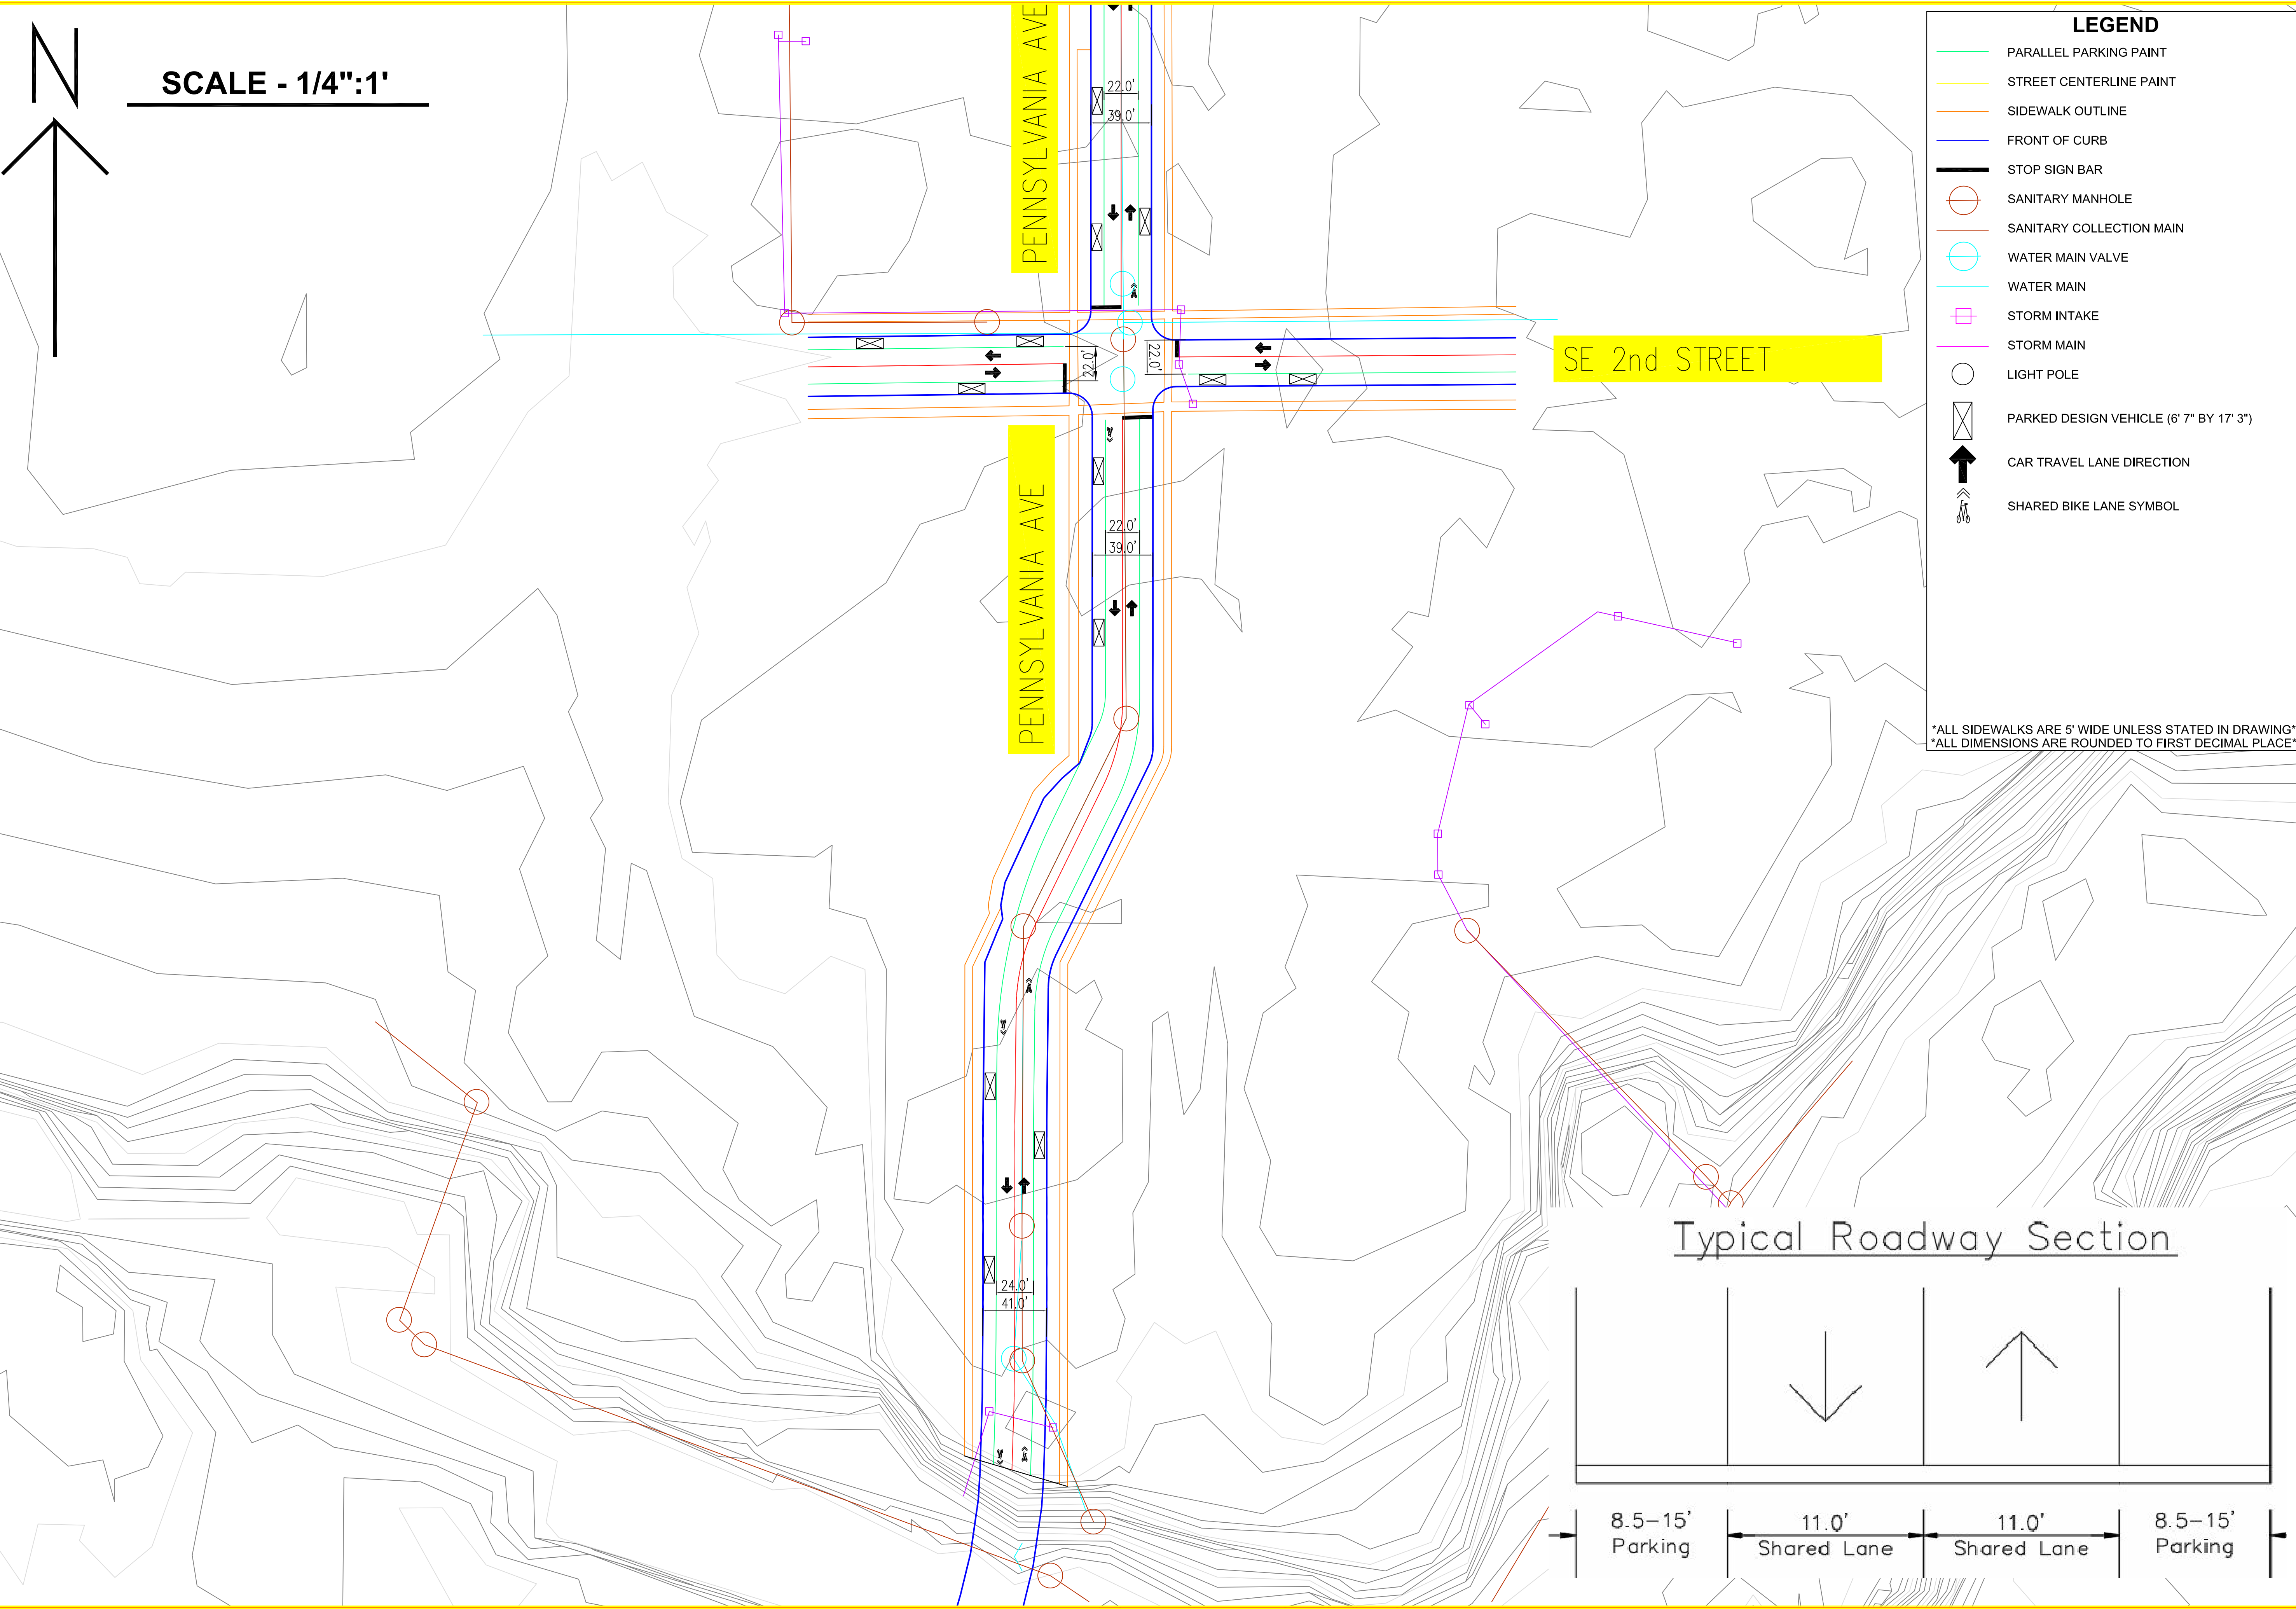 N
SCALE - 1/4":1'
PENNSYLVANIA AVE
22.0'
39.0'
LEGEND
PARALLEL PARKING PAINT
STREET CENTERLINE PAINT
SIDEWALK OUTLINE
FRONT OF CURB
STOP SIGN BAR
SANITARY MANHOLE
SANITARY COLLECTION MAIN
WATER MAIN VALVE
WATER MAIN
STORM INTAKE
STORM MAIN
LIGHT POLE
PARKED DESIGN VEHICLE (6' 7" BY 17' 3")
CAR TRAVEL LANE DIRECTION
SHARED BIKE LANE SYMBOL
*ALL SIDEWALKS ARE 5' WIDE UNLESS STATED IN DRAWING*
*ALL DIMENSIONS ARE ROUNDED TO FIRST DECIMAL PLACE*
22.0'
22.0'
SE 2nd STREET
PENNSYLVANIA AVE
22.0'
39.0'
24.0'
41.0'
Typical Roadway Section
8.5-15'
Parking
11.0'
Shared Lane
11.0'
Shared Lane
8.5-15'
Parking